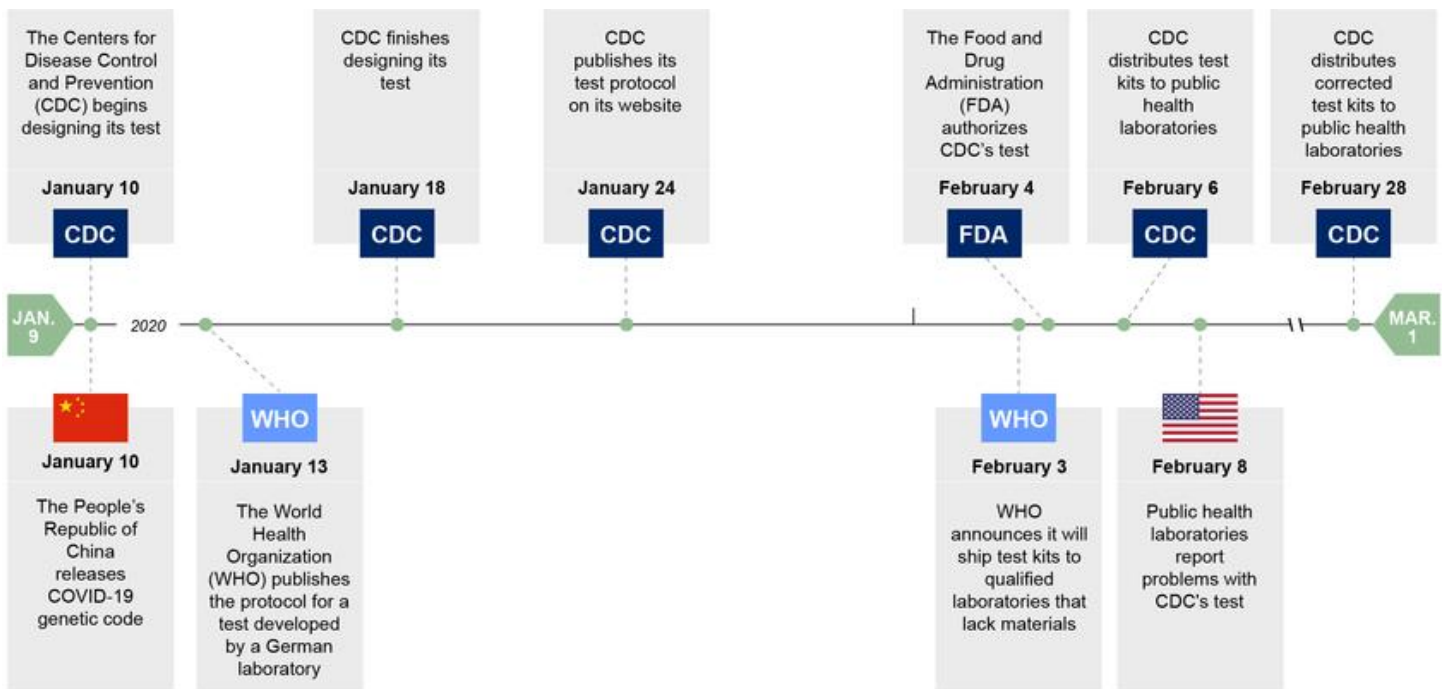 The Centers for
Disease Control
and Prevention
(CDC) begins
designing its test
January 10
CDC
CDC finishes
designing its
test
January 18
CDC
CDC
publishes its
test protocol
on its website
January 24
CDC
The Food and
Drug
Administration
(FDA)
authorizes
CDC's test
February 4
FDA
CDC
distributes test
kits to public
health
laboratories
February 6
CDC
CDC
distributes
corrected
test kits to
public health
laboratories
February 28
CDC
JAN.
9
2020
MAR.
1
January 10
The People's
Republic of
China
releases
COVID-19
genetic code
WHO
January 13
The World
Health
Organization
(WHO) publishes
the protocol for a
test developed
by a German
laboratory
WHO
February 3
WHO
announces it will
ship test kits to
qualified
laboratories that
lack materials
February 8
Public health
laboratories
report
problems with
CDC's test